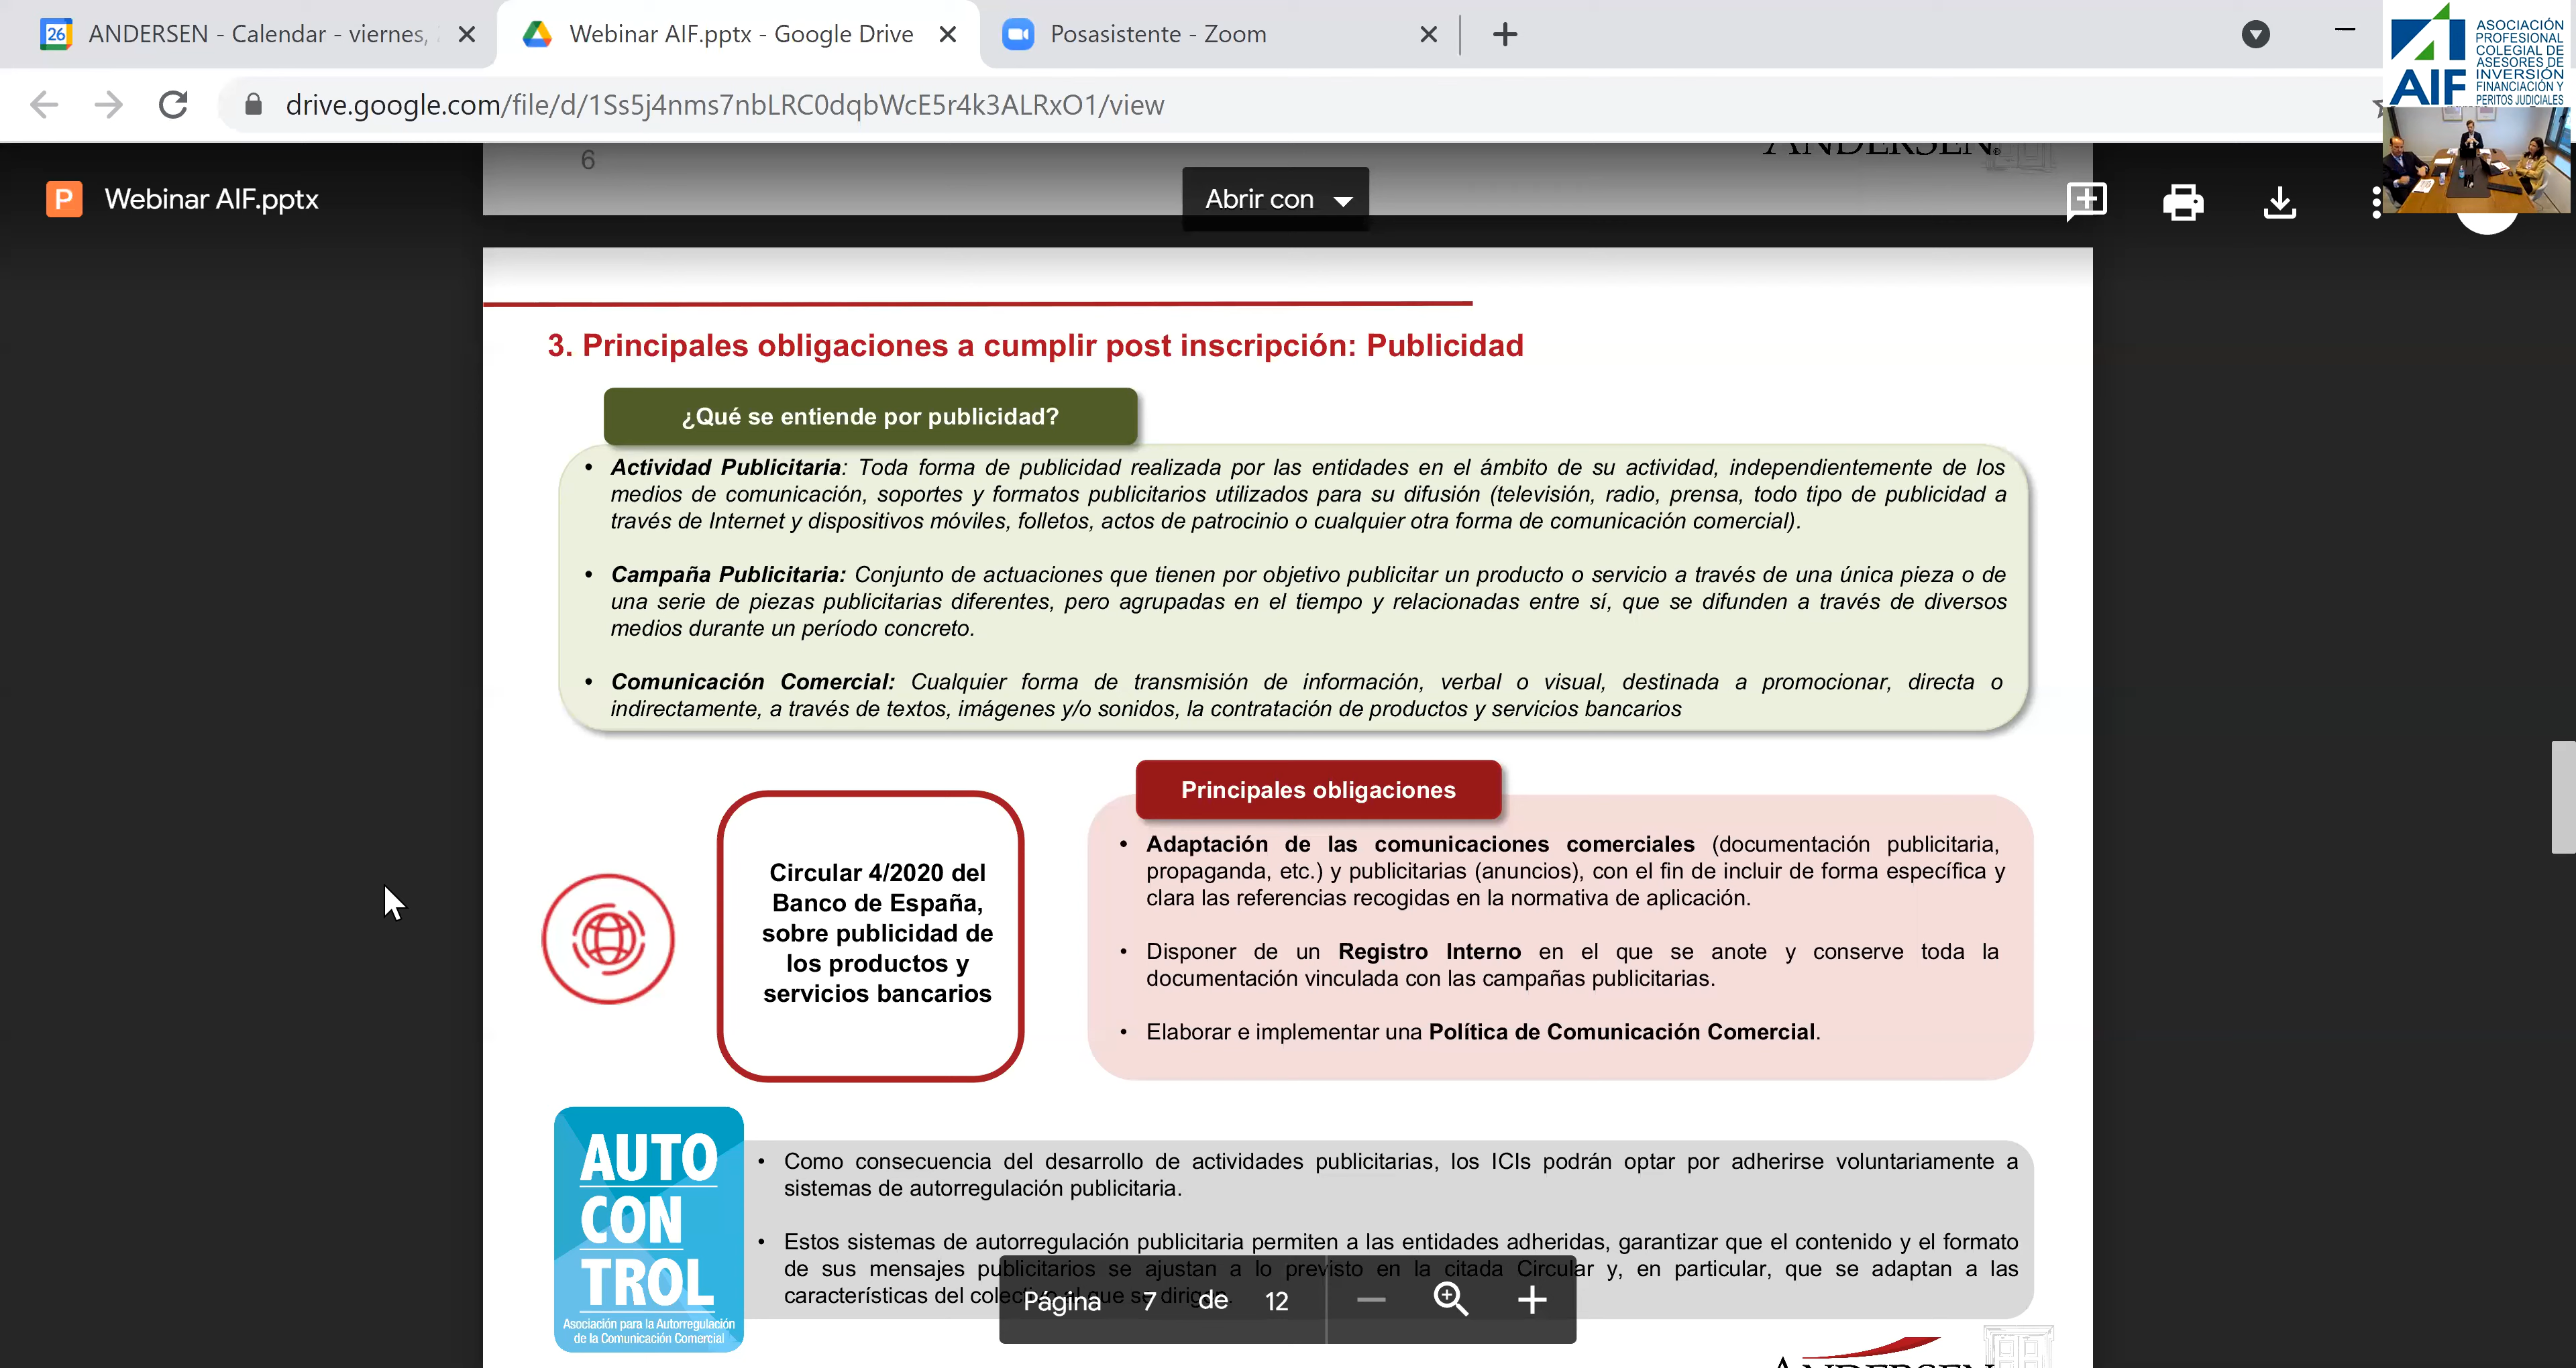 26
ANDERSEN - Calendar - viernes,
Webinar AIF.pptx - Google Drive
Posasistente - Zoom
AIF
ASOCIACIÓN
PROFESIONAL
COLEGIAL DE
ASESORES DE
INVERSIÓN
FINANCIACIÓN Y
PERITOS JUDICIALES
drive.google.com/file/d/1Ss5j4nms7nbLRC0dqbWcE5r4k3ALRxO1/view
6
ANDERSEN®
P
Webinar AIF.pptx
Abrir con
3. Principales obligaciones a cumplir post inscripción: Publicidad
¿Qué se entiende por publicidad?
• Actividad Publicitaria: Toda forma de publicidad realizada por las entidades en el ámbito de su actividad, independientemente de los
medios de comunicación, soportes y formatos publicitarios utilizados para su difusión (televisión, radio, prensa, todo tipo de publicidad a
través de Internet y dispositivos móviles, folletos, actos de patrocinio o cualquier otra forma de comunicación comercial).
• Campaña Publicitaria: Conjunto de actuaciones que tienen por objetivo publicitar un producto o servicio a través de una única pieza o de
una serie de piezas publicitarias diferentes, pero agrupadas en el tiempo y relacionadas entre sí, que se difunden a través de diversos
medios durante un período concreto.
• Comunicación Comercial: Cualquier forma de transmisión de información, verbal o visual, destinada a promocionar, directa o
indirectamente, a través de textos, imágenes y/o sonidos, la contratación de productos y servicios bancarios
Circular 4/2020 del
Banco de España,
sobre publicidad de
los productos y
servicios bancarios
Principales obligaciones
• Adaptación de las comunicaciones comerciales (documentación publicitaria,
propaganda, etc.) y publicitarias (anuncios), con el fin de incluir de forma específica y
clara las referencias recogidas en la normativa de aplicación.
• Disponer de un Registro Interno en el que se anote y conserve toda la
documentación vinculada con las campañas publicitarias.
• Elaborar e implementar una Política de Comunicación Comercial.
AUTO
CON
TROL
Asociación para la Autorregulación
de la Comunicación Comercial
• Como consecuencia del desarrollo de actividades publicitarias, los ICIs podrán optar por adherirse voluntariamente a
sistemas de autorregulación publicitaria.
• Estos sistemas de autorregulación publicitaria permiten a las entidades adheridas, garantizar que el contenido y el formato
de sus mensajes publicitarios se ajustan a lo previsto en la citada Circular y, en particular, que se adaptan a las
características del que se
Página 7 de 12
ANDERSEN